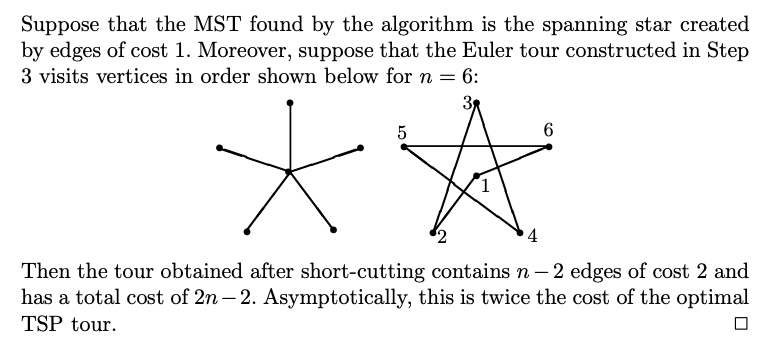 Suppose that the MST found by the algorithm is the spanning star created
by edges of cost 1. Moreover, suppose that the Euler tour constructed in Step
3 visits vertices in order shown below for n = 6:
3
5
6
1
2
4
Then the tour obtained after short-cutting contains n − 2 edges of cost 2 and
has a total cost of 2n − 2. Asymptotically, this is twice the cost of the optimal
TSP tour. □